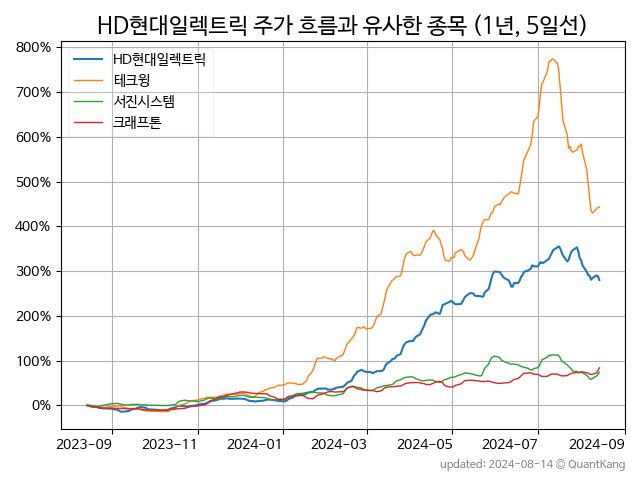 HD현대일렉트릭 주가 흐름과 유사한 종목 (1년, 5일선)
HD현대일렉트릭
테크윙
서진시스템
크래프톤
800%
700%
600%
500%
400%
300%
200%
100%
0%
2023-09 2023-11 2024-01 2024-03 2024-05 2024-07 2024-09
updated: 2024-08-14 © QuantKang